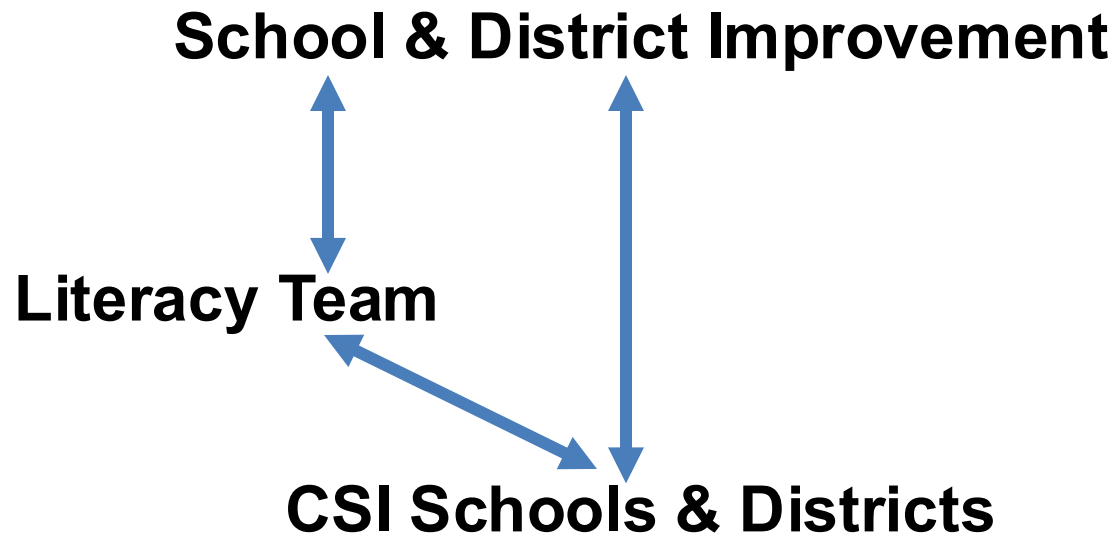 School & District Improvement
Literacy Team
CSI Schools & Districts